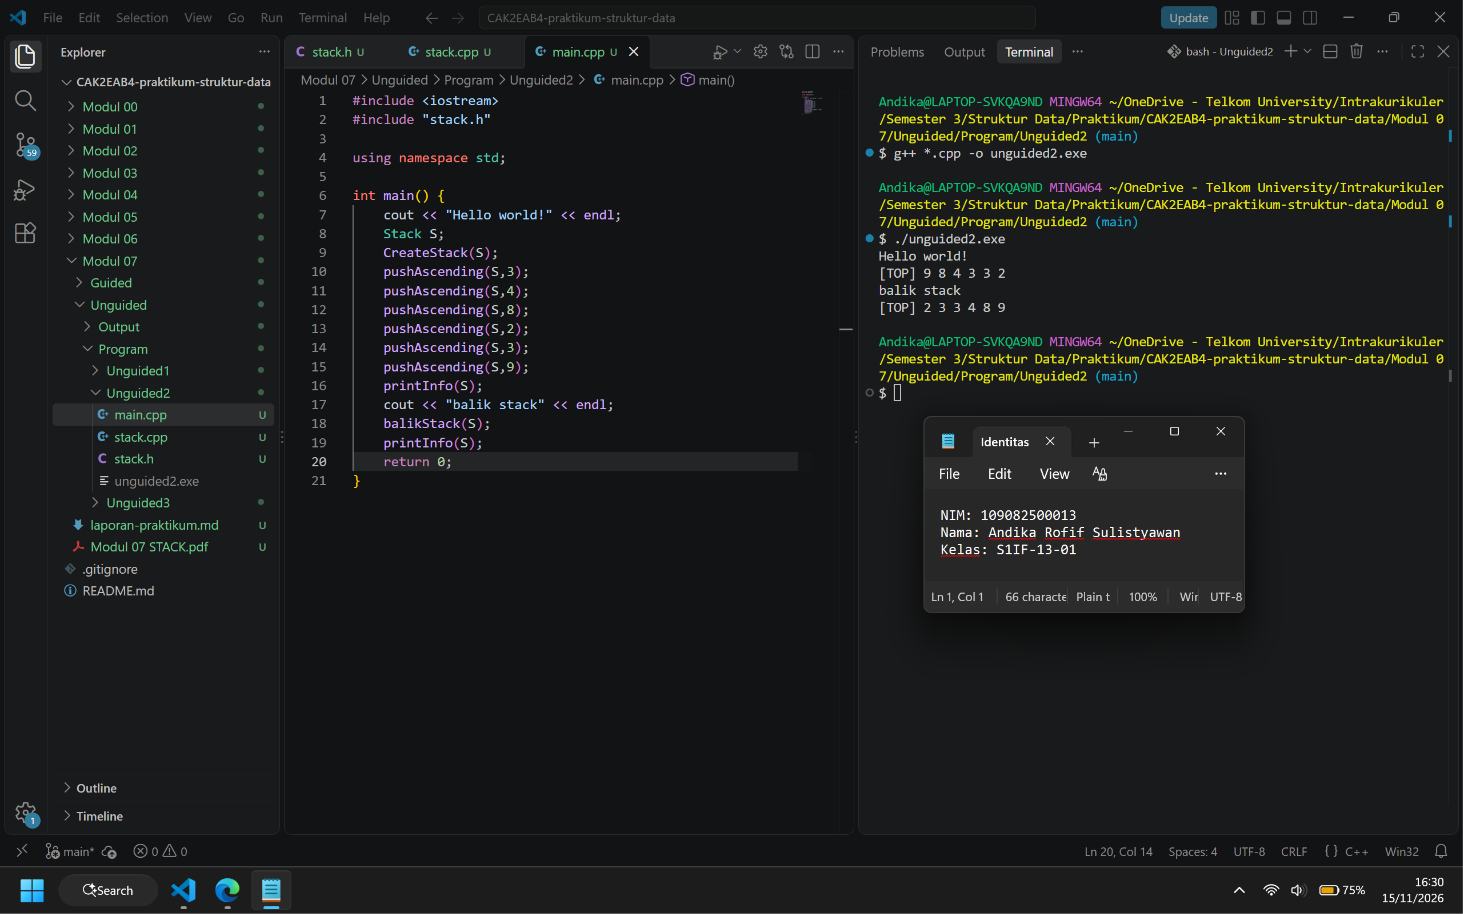 File Edit Selection View Go Run Terminal Help
CAK2EAB4-praktikum-struktur-data
Update
Explorer
CAK2EAB4-praktikum-struktur-data
Modul 00
Modul 01
Modul 02
Modul 03
Modul 04
Modul 05
Modul 06
Modul 07
Guided
Unguided
Output
Program
Unguided1
Unguided2
main.cpp U
stack.cpp U
stack.h U
unguided2.exe
Unguided3
laporan-praktikum.md U
Modul 07 STACK.pdf U
.gitignore
README.md
Outline
Timeline
59
1
stack.h U stack.cpp U main.cpp U
Modul 07 > Unguided > Program > Unguided2 > main.cpp > main()
1 #include <iostream>
2 #include "stack.h"
3
4 using namespace std;
5
6 int main() {
7 cout << "Hello world!" << endl;
8 Stack S;
9 CreateStack(S);
10 pushAscending(S,3);
11 pushAscending(S,4);
12 pushAscending(S,8);
13 pushAscending(S,2);
14 pushAscending(S,3);
15 pushAscending(S,9);
16 printInfo(S);
17 cout << "balik stack" << endl;
18 balikStack(S);
19 printInfo(S);
20 return 0;
21 }
Problems Output Terminal
bash - Unguided2
Andika@LAPTOP-SVKQA9ND MINGW64 ~/OneDrive - Telkom University/Intrakurikuler
/Semester 3/Struktur Data/Praktikum/CAK2EAB4-praktikum-struktur-data/Modul 0
7/Unguided/Program/Unguided2 (main)
$ g++ *.cpp -o unguided2.exe
Andika@LAPTOP-SVKQA9ND MINGW64 ~/OneDrive - Telkom University/Intrakurikuler
/Semester 3/Struktur Data/Praktikum/CAK2EAB4-praktikum-struktur-data/Modul 0
7/Unguided/Program/Unguided2 (main)
$ ./unguided2.exe
Hello world!
[TOP] 9 8 4 3 3 2
balik stack
[TOP] 2 3 3 4 8 9
Andika@LAPTOP-SVKQA9ND MINGW64 ~/OneDrive - Telkom University/Intrakurikuler
/Semester 3/Struktur Data/Praktikum/CAK2EAB4-praktikum-struktur-data/Modul 0
7/Unguided/Program/Unguided2 (main)
$
Identitas
File Edit View
NIM: 109082500013
Nama: Andika Rofif Sulistyawan
Kelas: S1IF-13-01
Ln 1, Col 1 66 characte Plain t 100% Wir UTF-8
main* 0 0
Ln 20, Col 14 Spaces: 4 UTF-8 CRLF {} C++ Win32
Search
75%
16:30
15/11/2026